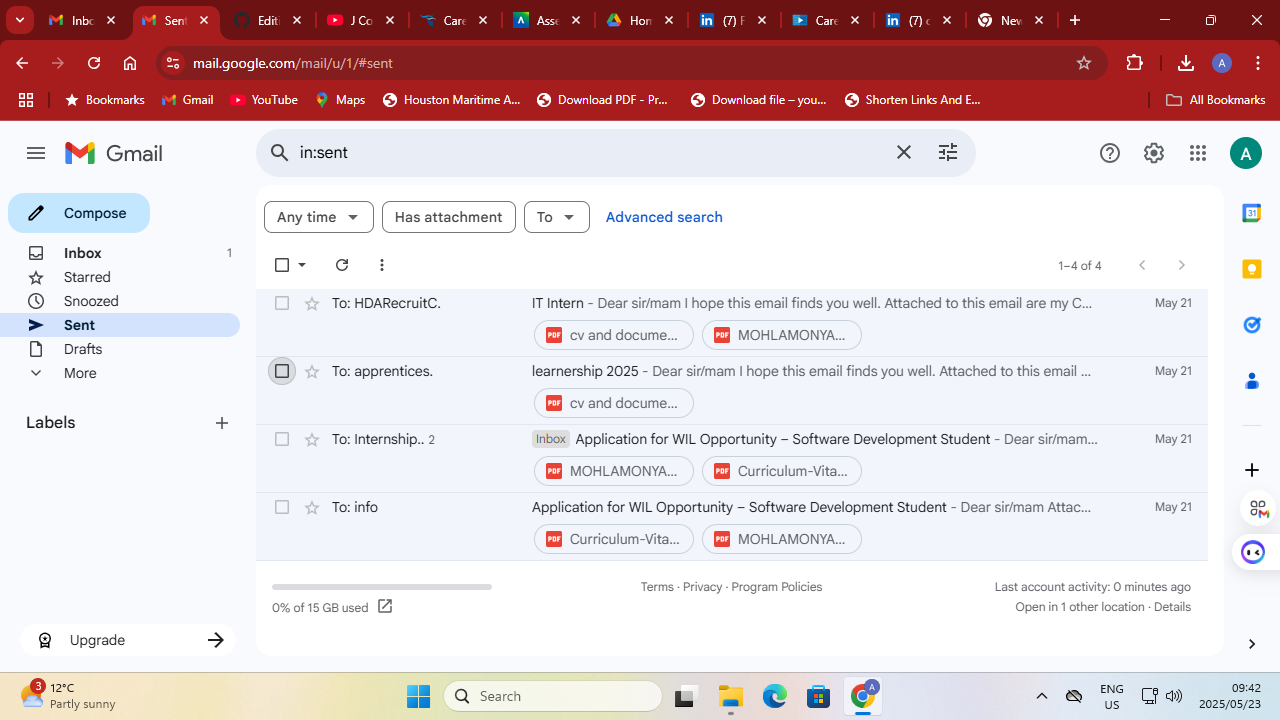 Inbo
Sent
Editi
J Co
Care
Asse
Hon
(7) F
Care
(7) c
New
mail.google.com/mail/u/1/#sent
A
Bookmarks
Gmail
YouTube
Maps
Houston Maritime A...
Download PDF - Pr...
Download file – you...
Shorten Links And E...
All Bookmarks
Gmail
in:sent
A
Compose
Any time
Has attachment
To
Advanced search
Inbox 1
Starred
Snoozed
Sent
Drafts
More
Labels
1–4 of 4
To: HDARecruitC. IT Intern - Dear sir/mam I hope this email finds you well. Attached to this email are my C... May 21
PDF cv and docume... PDF MOHLAMONYA...
To: apprentices. learnership 2025 - Dear sir/mam I hope this email finds you well. Attached to this email ... May 21
PDF cv and docume...
To: Internship.. 2 Inbox Application for WIL Opportunity – Software Development Student - Dear sir/mam... May 21
PDF MOHLAMONYA... PDF Curriculum-Vita...
To: info Application for WIL Opportunity – Software Development Student - Dear sir/mam Attac... May 21
PDF Curriculum-Vita... PDF MOHLAMONYA...
0% of 15 GB used
Terms · Privacy · Program Policies
Last account activity: 0 minutes ago
Open in 1 other location · Details
Upgrade
31
3
12°C
Partly sunny
Search
A
ENG
US
09:42
2025/05/23